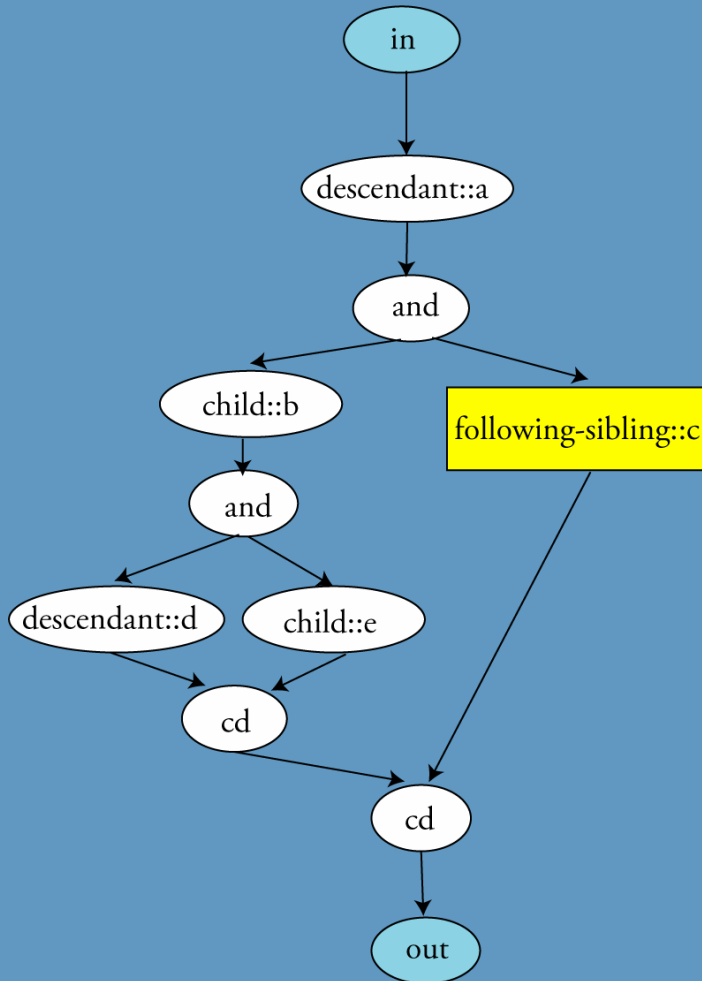 in
descendant::a
and
child::b
following-sibling::c
and
descendant::d
child::e
cd
cd
out